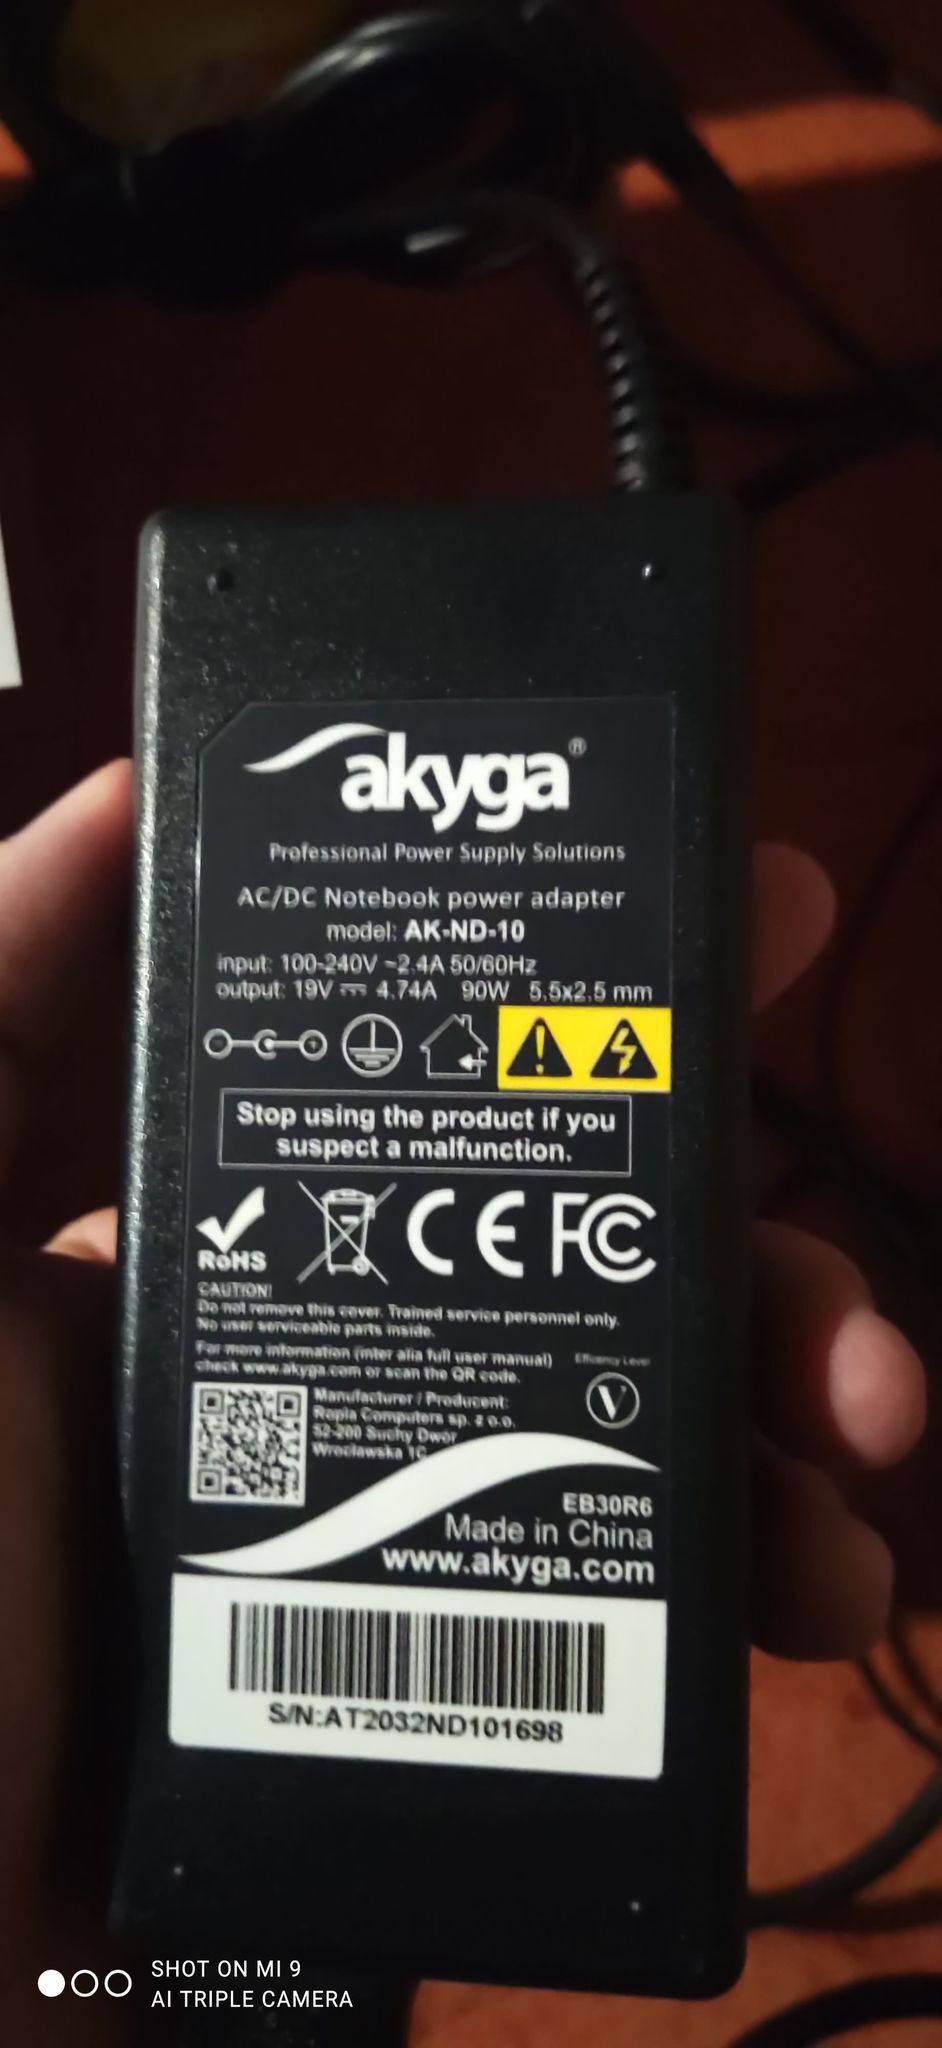 akyga®
Professional Power Supply Solutions
AC/DC Notebook power adapter
model: AK-ND-10
input: 100-240V ~2.4A 50/60Hz
output: 19V ⎓ 4.74A 90W 5.5x2.5 mm
Stop using the product if you
suspect a malfunction.
RoHS
CE FC
CAUTION!
Do not remove this cover. Trained service personnel only.
No user serviceable parts inside.
For more information (inter alia full user manual)
check www.akyga.com or scan the QR code.
Efficiency Level
V
Manufacturer / Producent:
Repla Computers sp. z o.o.
52-200 Suchy Dwór
Wrocławska 1C
EB30R6
Made in China
www.akyga.com
S/N:AT2032ND101698
SHOT ON MI 9
AI TRIPLE CAMERA